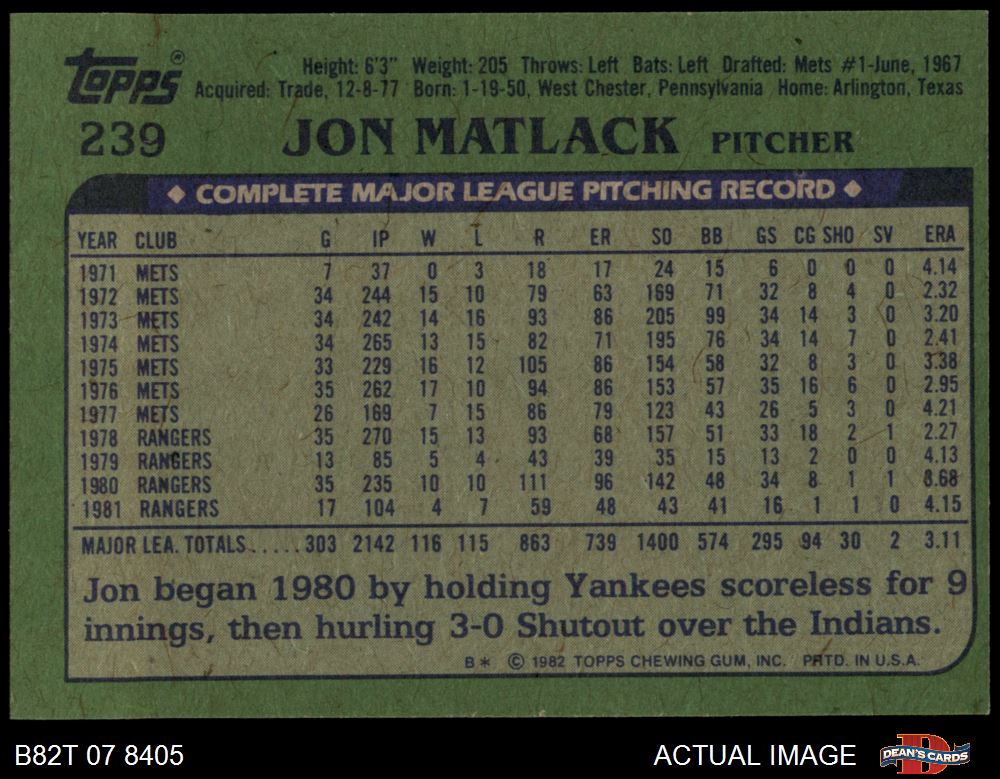 Topps®
Height: 6'3" Weight: 205 Throws: Left Bats: Left Drafted: Mets #1-June, 1967
Acquired: Trade, 12-8-77 Born: 1-19-50, West Chester, Pennsylvania Home: Arlington, Texas
239 JON MATLACK PITCHER
◆ COMPLETE MAJOR LEAGUE PITCHING RECORD ◆
YEAR CLUB G IP W L R ER SO BB GS CG SHO SV ERA
1971 METS 7 37 0 3 18 17 24 15 6 0 0 0 4.14
1972 METS 34 244 15 10 79 63 169 71 32 8 4 0 2.32
1973 METS 34 242 14 16 93 86 205 99 34 14 3 0 3.20
1974 METS 34 265 13 15 82 71 195 76 34 14 7 0 2.41
1975 METS 33 229 16 12 105 86 154 58 32 8 3 0 3.38
1976 METS 35 262 17 10 94 86 153 57 35 16 6 0 2.95
1977 METS 26 169 7 15 86 79 123 43 26 5 3 0 4.21
1978 RANGERS 35 270 15 13 93 68 157 51 33 18 2 1 2.27
1979 RANGERS 13 85 5 4 43 39 35 15 13 2 0 0 4.13
1980 RANGERS 35 235 10 10 111 96 142 48 34 8 1 1 3.68
1981 RANGERS 17 104 4 7 59 48 43 41 16 1 1 0 4.15
MAJOR LEA. TOTALS.....303 2142 116 115 863 739 1400 574 295 94 30 2 3.11
Jon began 1980 by holding Yankees scoreless for 9
innings, then hurling 3-0 Shutout over the Indians.
B* © 1982 TOPPS CHEWING GUM, INC. PRTD. IN U.S.A.
B82T 07 8405 ACTUAL IMAGE DEAN'S CARDS